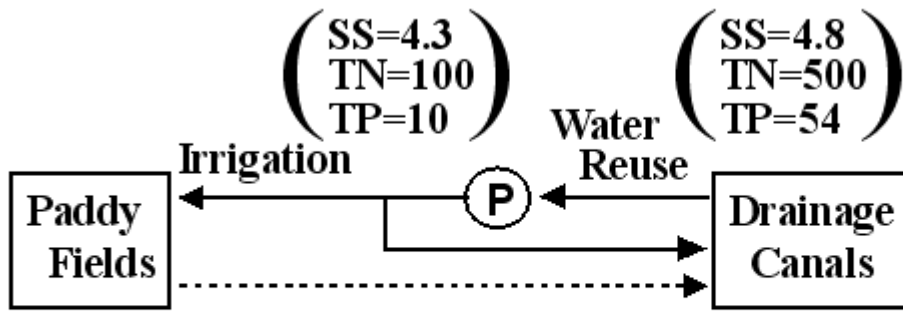 SS=4.3
TN=100
TP=10
SS=4.8
TN=500
TP=54
Irrigation
Water
Reuse
P
Paddy
Fields
Drainage
Canals